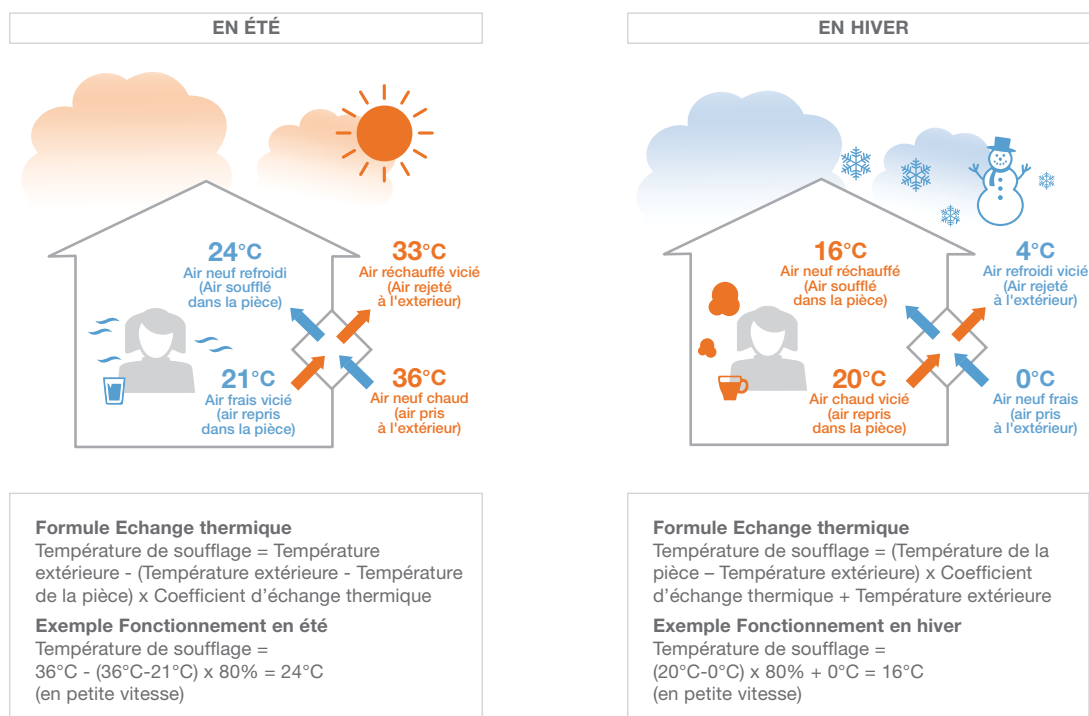 EN ÉTÉ
24°C
Air neuf refroidi
(Air soufflé
dans la pièce)
33°C
Air réchauffé vicié
(Air rejeté
à l'exterieur)
21°C
Air frais vicié
(air repris
dans la pièce)
36°C
Air neuf chaud
(air pris
à l'extérieur)
Formule Echange thermique
Température de soufflage = Température
extérieure - (Température extérieure - Température
de la pièce) x Coefficient d'échange thermique
Exemple Fonctionnement en été
Température de soufflage =
36°C - (36°C-21°C) x 80% = 24°C
(en petite vitesse)
EN HIVER
16°C
Air neuf réchauffé
(Air soufflé
dans la pièce)
4°C
Air refroidi vicié
(Air rejeté
à l'extérieur)
20°C
Air chaud vicié
(air repris
dans la pièce)
0°C
Air neuf frais
(air pris
à l'extérieur)
Formule Echange thermique
Température de soufflage = (Température de la
pièce – Température extérieure) x Coefficient
d'échange thermique + Température extérieure
Exemple Fonctionnement en hiver
Température de soufflage =
(20°C-0°C) x 80% + 0°C = 16°C
(en petite vitesse)